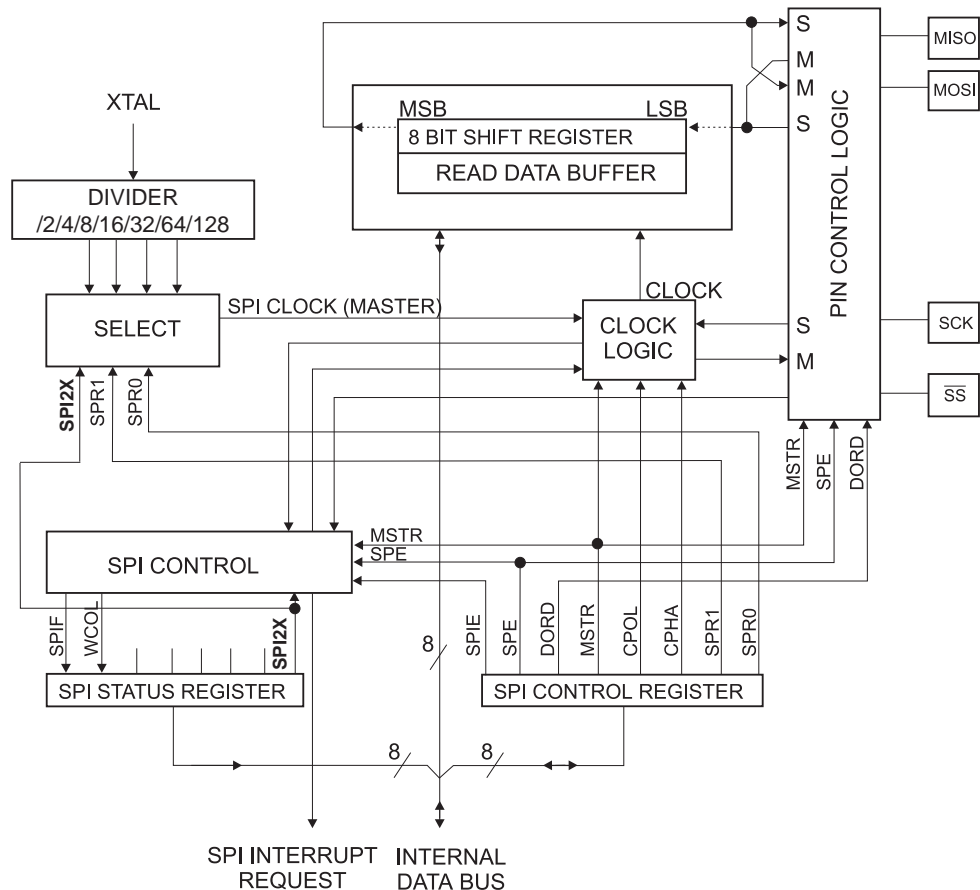 S
MISO
M
M
MOSI
XTAL
MSB
LSB
S
8 BIT SHIFT REGISTER
READ DATA BUFFER
DIVIDER
/2/4/8/16/32/64/128
PIN CONTROL LOGIC
SPI CLOCK (MASTER)
CLOCK
SELECT
CLOCK
LOGIC
S
SCK
M
SPI2X
SPR1
SPR0
SS
MSTR
SPE
DORD
MSTR
SPE
SPI CONTROL
SPIF
WCOL
SPI2X
8
SPIE
SPE
DORD
MSTR
CPOL
CPHA
SPR1
SPR0
SPI STATUS REGISTER
SPI CONTROL REGISTER
8
8
SPI INTERRUPT
REQUEST
INTERNAL
DATA BUS